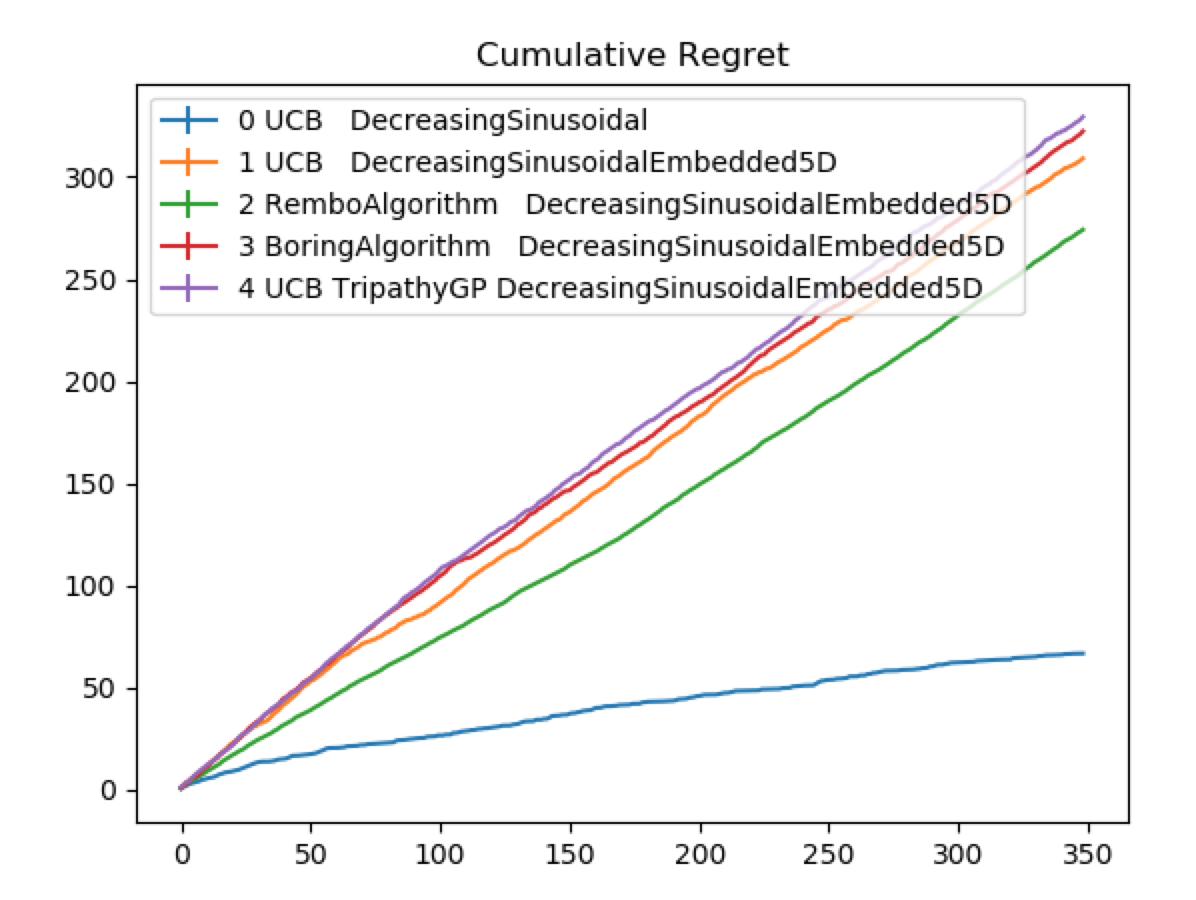 Cumulative Regret
0 UCB   DecreasingSinusoidal
1 UCB   DecreasingSinusoidalEmbedded5D
2 RemboAlgorithm   DecreasingSinusoidalEmbedded5D
3 BoringAlgorithm   DecreasingSinusoidalEmbedded5D
4 UCB TripathyGP DecreasingSinusoidalEmbedded5D
300
250
200
150
100
50
0
0 50 100 150 200 250 300 350